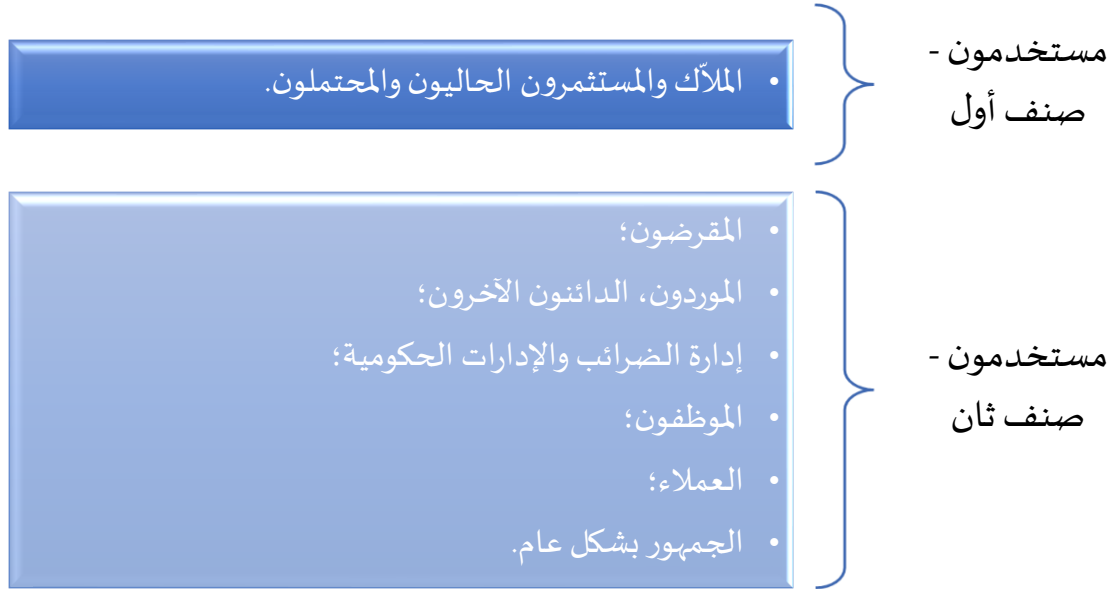 مستخدمون -
صنف أول
• الملاّك والمستثمرون الحاليون والمحتملون.
مستخدمون -
صنف ثان
• المقرضون؛
• الموردون، الدائنون الآخرون؛
• إدارة الضرائب والإدارات الحكومية؛
• الموظفون؛
• العملاء؛
• الجمهور بشكل عام.